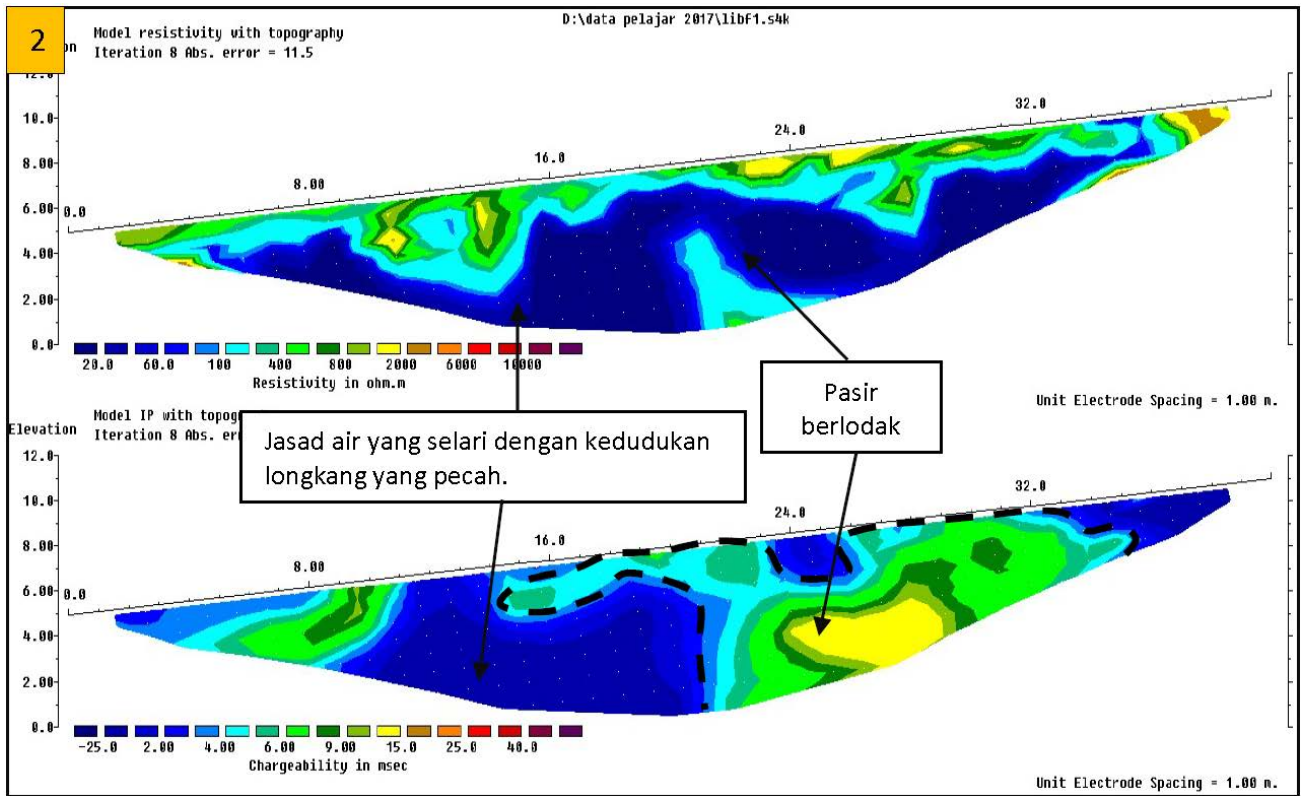 D:\data pelajar 2017\libf1.s4k
2
on
Model resistivity with topography
Iteration 8 Abs. error = 11.5
12.0
10.0
8.00
6.00
4.00
2.00
0.0
0.0
8.00
16.0
24.0
32.0
20.0 60.0 100 400 800 2000 6000 10000
Resistivity in ohm.m
Unit Electrode Spacing = 1.00 m.
Pasir
berlodak
Jasad air yang selari dengan kedudukan
longkang yang pecah.
Model IP with topog
Elevation
Iteration 8 Abs. err
12.0
10.0
8.00
6.00
4.00
2.00
0.0
0.0
8.00
16.0
24.0
32.0
-25.0 2.00 4.00 6.00 9.00 15.0 25.0 40.0
Chargeability in msec
Unit Electrode Spacing = 1.00 m.